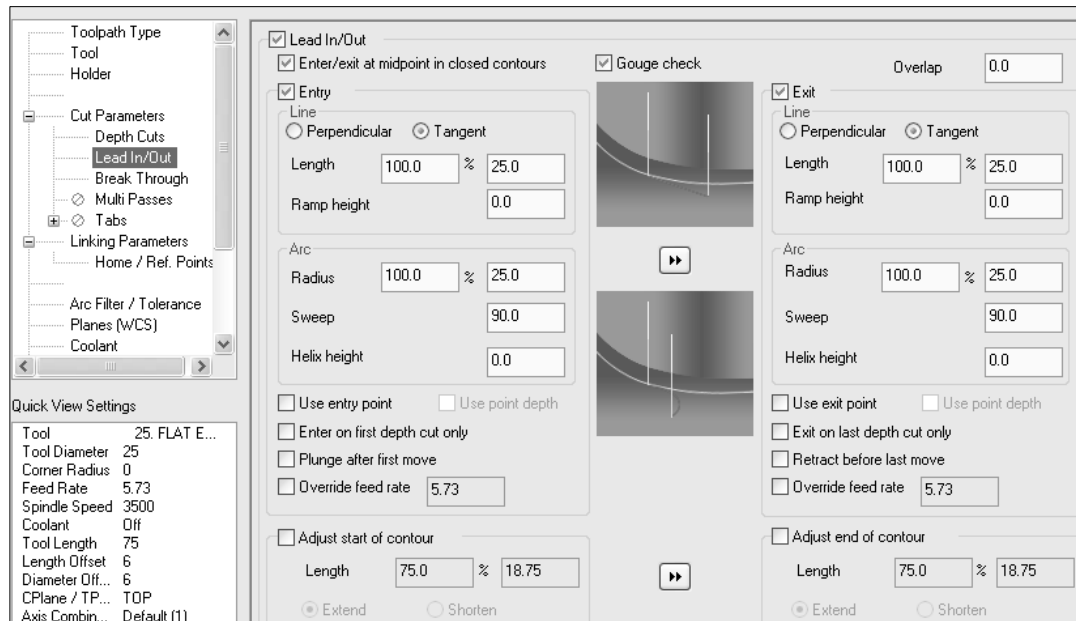 Toolpath Type
Tool
Holder
Cut Parameters
Depth Cuts
Lead In/Out
Break Through
Multi Passes
Tabs
Linking Parameters
Home / Ref. Points
Arc Filter / Tolerance
Planes (WCS)
Coolant
Quick View Settings
Tool 25. FLAT E...
Tool Diameter 25
Corner Radius 0
Feed Rate 5.73
Spindle Speed 3500
Coolant Off
Tool Length 75
Length Offset 6
Diameter Off... 6
CPlane / TP... TOP
Axis Combin... Default (1)
Lead In/Out
Enter/exit at midpoint in closed contours
Gouge check
Overlap 0.0
Entry
Line
Perpendicular Tangent
Length 100.0 % 25.0
Ramp height 0.0
Arc
Radius 100.0 % 25.0
Sweep 90.0
Helix height 0.0
Use entry point Use point depth
Enter on first depth cut only
Plunge after first move
Override feed rate 5.73
Adjust start of contour
Length 75.0 % 18.75
Extend Shorten
Exit
Line
Perpendicular Tangent
Length 100.0 % 25.0
Ramp height 0.0
Arc
Radius 100.0 % 25.0
Sweep 90.0
Helix height 0.0
Use exit point Use point depth
Exit on last depth cut only
Retract before last move
Override feed rate 5.73
Adjust end of contour
Length 75.0 % 18.75
Extend Shorten